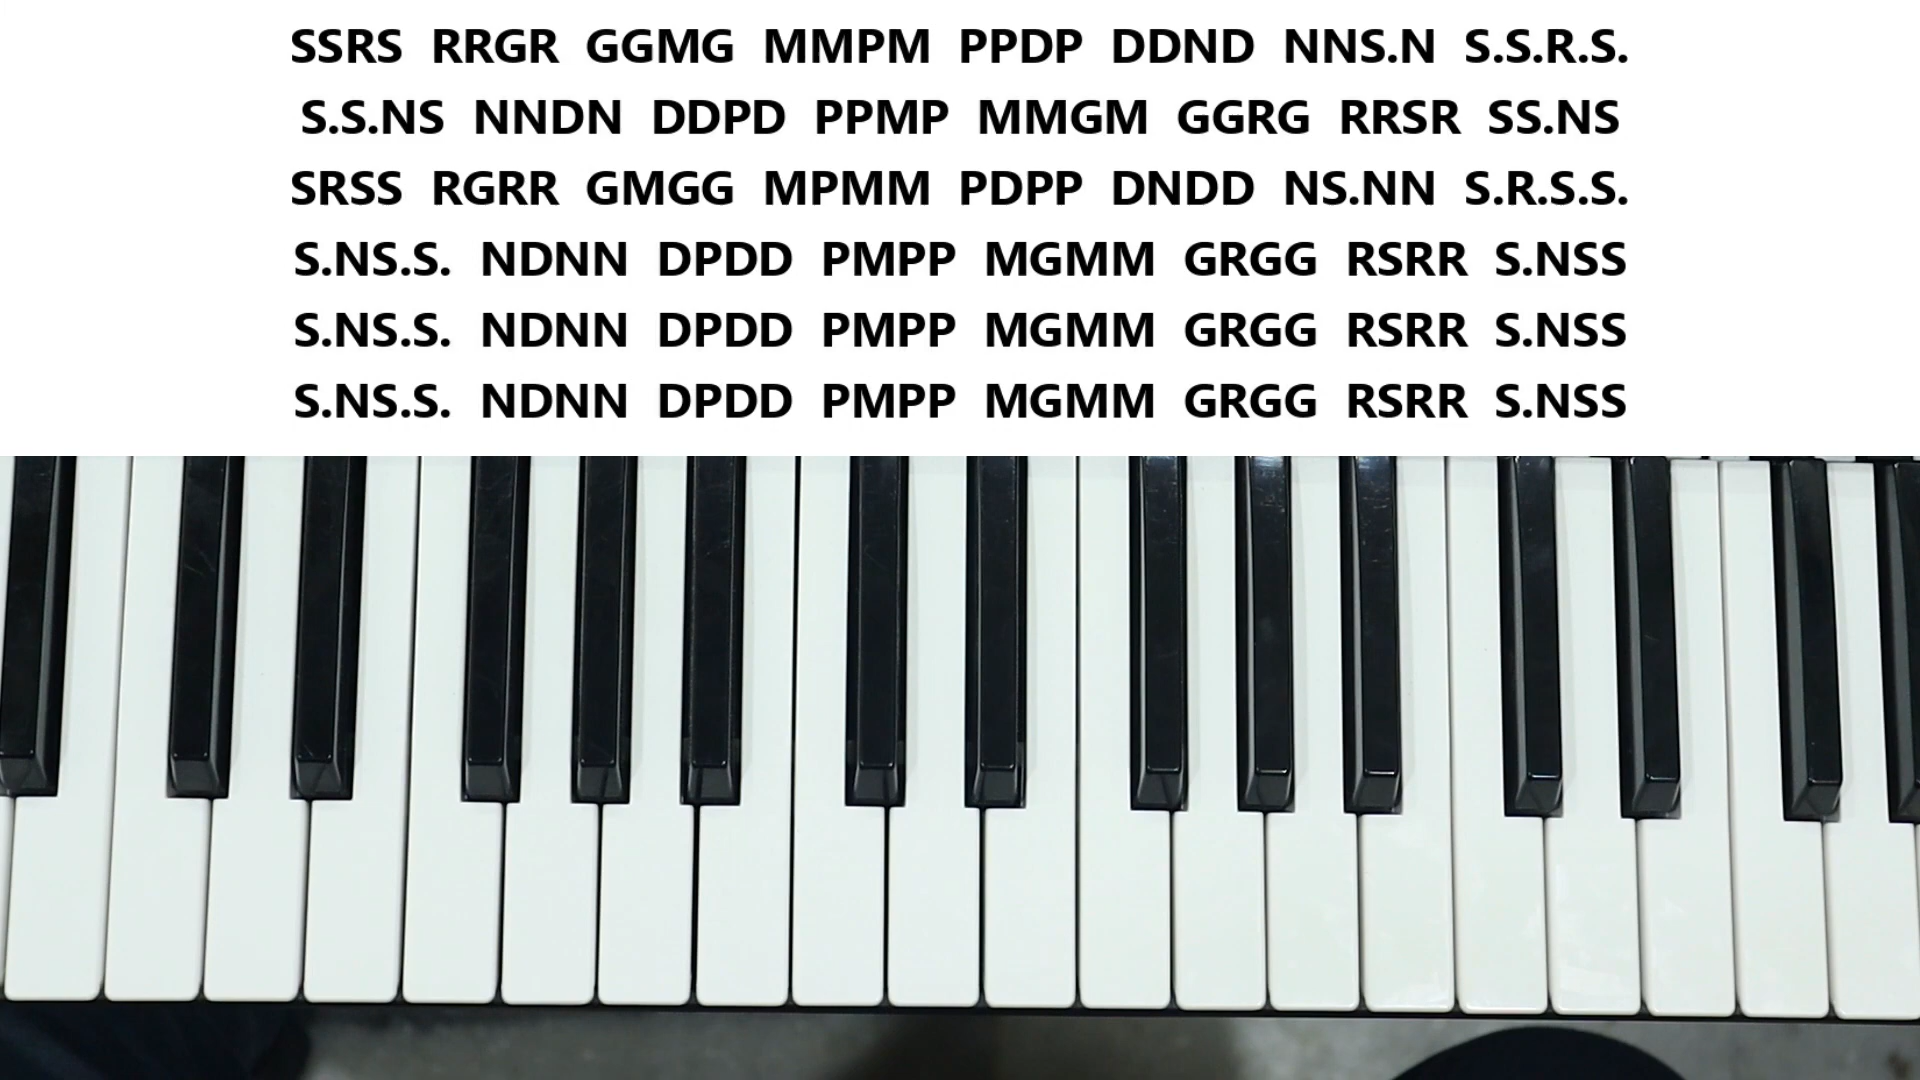 SSRS RRGR GGMG MMPM PPDP DDND NNS.N S.S.R.S.
S.S.NS NNDN DDPD PPMP MMGM GGRG RRSR SS.NS
SRSS RGRR GMGG MPMM PDPP DNDD NS.NN S.R.S.S.
S.NS.S. NDNN DPDD PMPP MGMM GRGG RSRR S.NSS
S.NS.S. NDNN DPDD PMPP MGMM GRGG RSRR S.NSS
S.NS.S. NDNN DPDD PMPP MGMM GRGG RSRR S.NSS